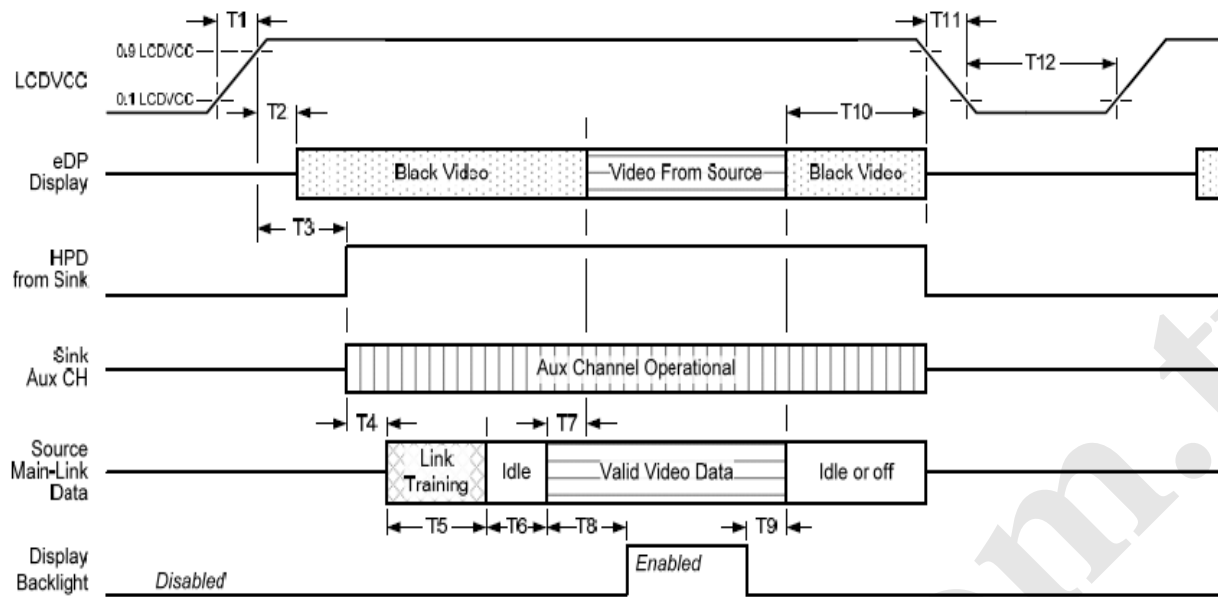 T1
T11
0.9 LCDVCC
LCDVCC
T12
0.1 LCDVCC
T2
T10
eDP
Display
Black Video
Video From Source
Black Video
T3
HPD
from Sink
Sink
Aux CH
Aux Channel Operational
T4
T7
Source
Main-Link
Data
Link
Training
Idle
Valid Video Data
Idle or off
T5
T6
T8
T9
Display
Backlight
Disabled
Enabled